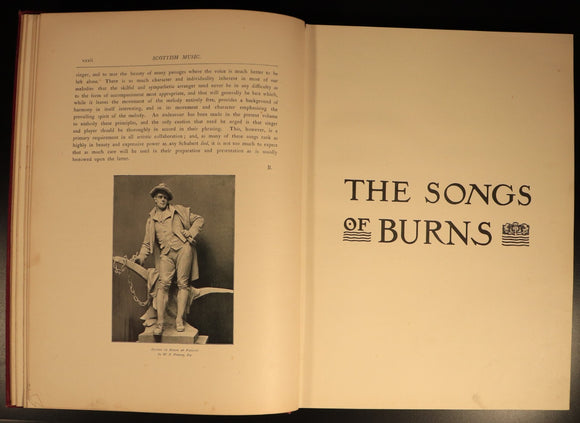 xxxii
SCOTTISH MUSIC.
singer, and to mar the beauty of many passages where the voice is much better to be
left alone. There is so much character and individuality inherent in most of our
melodies that the skilful and sympathetic arranger need never be in any difficulty as
to the form of accompaniment most appropriate, and that will generally be best which,
while it leaves the movement of the melody entirely free, provides a background of
harmony in itself interesting, and in its movement and character emphasising the
prevailing spirit of the melody. An endeavour has been made in the present volume
to embody these principles, and the only caution that need be urged is that singer
and player should be thoroughly in accord in their phrasing. This, however, is a
primary requirement in all artistic collaboration; and, as many of these songs rank as
highly in beauty and expressive power as any Schubert lied, it is not too much to expect
that as much care will be used in their preparation and presentation as is usually
bestowed upon the latter.
Statue of Burns at Paisley
by
THE SONGS
OF BURNS